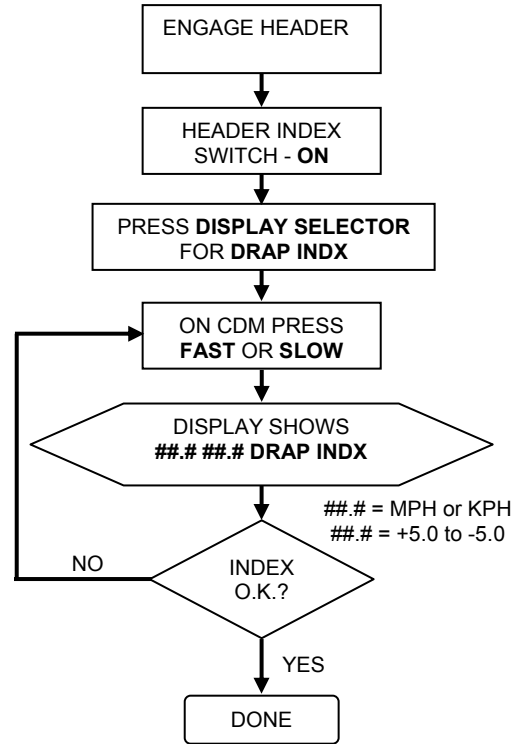 ENGAGE HEADER
HEADER INDEX
SWITCH - ON
PRESS DISPLAY SELECTOR
FOR DRAP INDX
ON CDM PRESS
FAST OR SLOW
DISPLAY SHOWS
##.# ##.# DRAP INDX
##.# = MPH or KPH
##.# = +5.0 to -5.0
NO
INDEX
O.K.?
YES
DONE